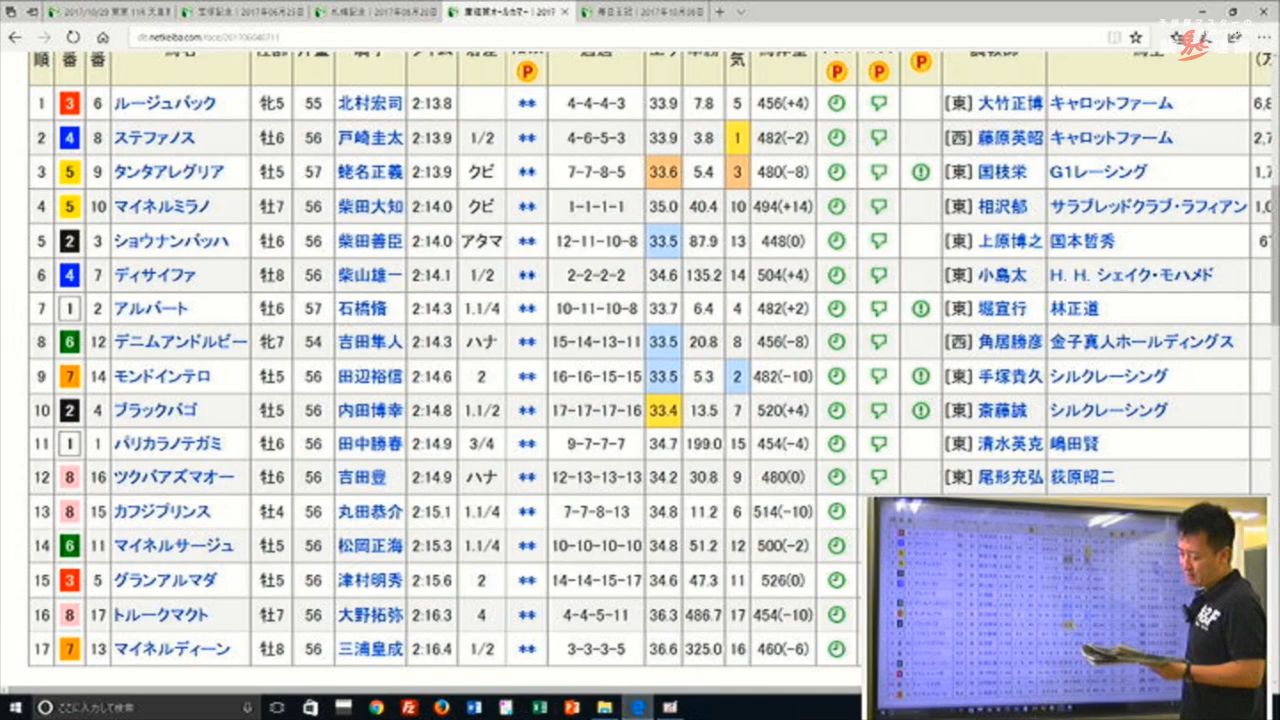 2017/10/29 東京 11R 天皇
宝塚記念 | 2017年06月25日
札幌記念 | 2017年08月20日
産経賞オールカマー | 2017
毎日王冠 | 2017年10月08日
db.netkeiba.com/race/201706040711
順 番 番 気
1 3 6 ルージュバック 牝5 55 北村宏司 2:13.8 ** 4-4-4-3 33.9 7.8 5 456(+4) [東] 大竹正博 キャロットファーム
2 4 8 ステファノス 牡6 56 戸崎圭太 2:13.9 1/2 ** 4-6-5-3 33.9 3.8 1 482(-2) [西] 藤原英昭 キャロットファーム
3 5 9 タンタアレグリア 牡5 57 蛯名正義 2:13.9 クビ ** 7-7-8-5 33.6 5.4 3 480(-8) [東] 国枝栄 G1レーシング
4 5 10 マイネルミラノ 牡7 56 柴田大知 2:14.0 クビ ** 1-1-1-1 35.0 40.4 10 494(+14) [東] 相沢郁 サラブレッドクラブ・ラフィアン
5 2 3 ショウナンバッハ 牡6 56 柴田善臣 2:14.0 アタマ ** 12-11-10-8 33.5 87.9 13 448(0) [東] 上原博之 国本哲秀
6 4 7 ディサイファ 牡8 56 柴山雄一 2:14.1 1/2 ** 2-2-2-2 34.6 135.2 14 504(+4) [東] 小島太 H.H.シェイク・モハメド
7 1 2 アルバート 牡6 57 石橋脩 2:14.3 1.1/4 ** 10-11-10-8 33.7 6.4 4 482(+2) [東] 堀宣行 林正道
8 6 12 デニムアンドルビー 牝7 54 吉田隼人 2:14.3 ハナ ** 15-14-13-11 33.5 20.8 8 456(-8) [西] 角居勝彦 金子真人ホールディングス
9 7 14 モンドインテロ 牡5 56 田辺裕信 2:14.6 2 ** 16-16-15-15 33.5 5.3 2 482(-10) [東] 手塚貴久 シルクレーシング
10 2 4 ブラックバゴ 牡5 56 内田博幸 2:14.8 1.1/2 ** 17-17-17-16 33.4 13.5 7 520(+4) [東] 斎藤誠 シルクレーシング
11 1 1 パリカラノテガミ 牡6 56 田中勝春 2:14.9 3/4 ** 9-7-7-7 34.7 199.0 15 454(-4) [東] 清水英克 嶋田賢
12 8 16 ツクバアズマオー 牡6 56 吉田豊 2:14.9 ハナ ** 12-13-13-13 34.2 30.8 9 480(0) [東] 尾形充弘 荻原昭二
13 8 15 カフジプリンス 牡4 56 丸田恭介 2:15.1 1.1/4 ** 7-7-8-13 34.8 11.2 6 514(-10)
14 6 11 マイネルサージュ 牡5 56 松岡正海 2:15.3 1.1/4 ** 10-10-10-10 34.8 51.2 12 500(-2)
15 3 5 グランアルマダ 牡5 56 津村明秀 2:15.6 2 ** 14-14-15-17 34.6 47.3 11 526(0)
16 8 17 トルークマクト 牡7 56 大野拓弥 2:16.3 4 ** 4-4-5-11 36.3 486.7 17 454(-10)
17 7 13 マイネルディーン 牡8 56 三浦皇成 2:16.4 1/2 ** 3-3-3-5 36.6 325.0 16 460(-6)
ここに入力して検索